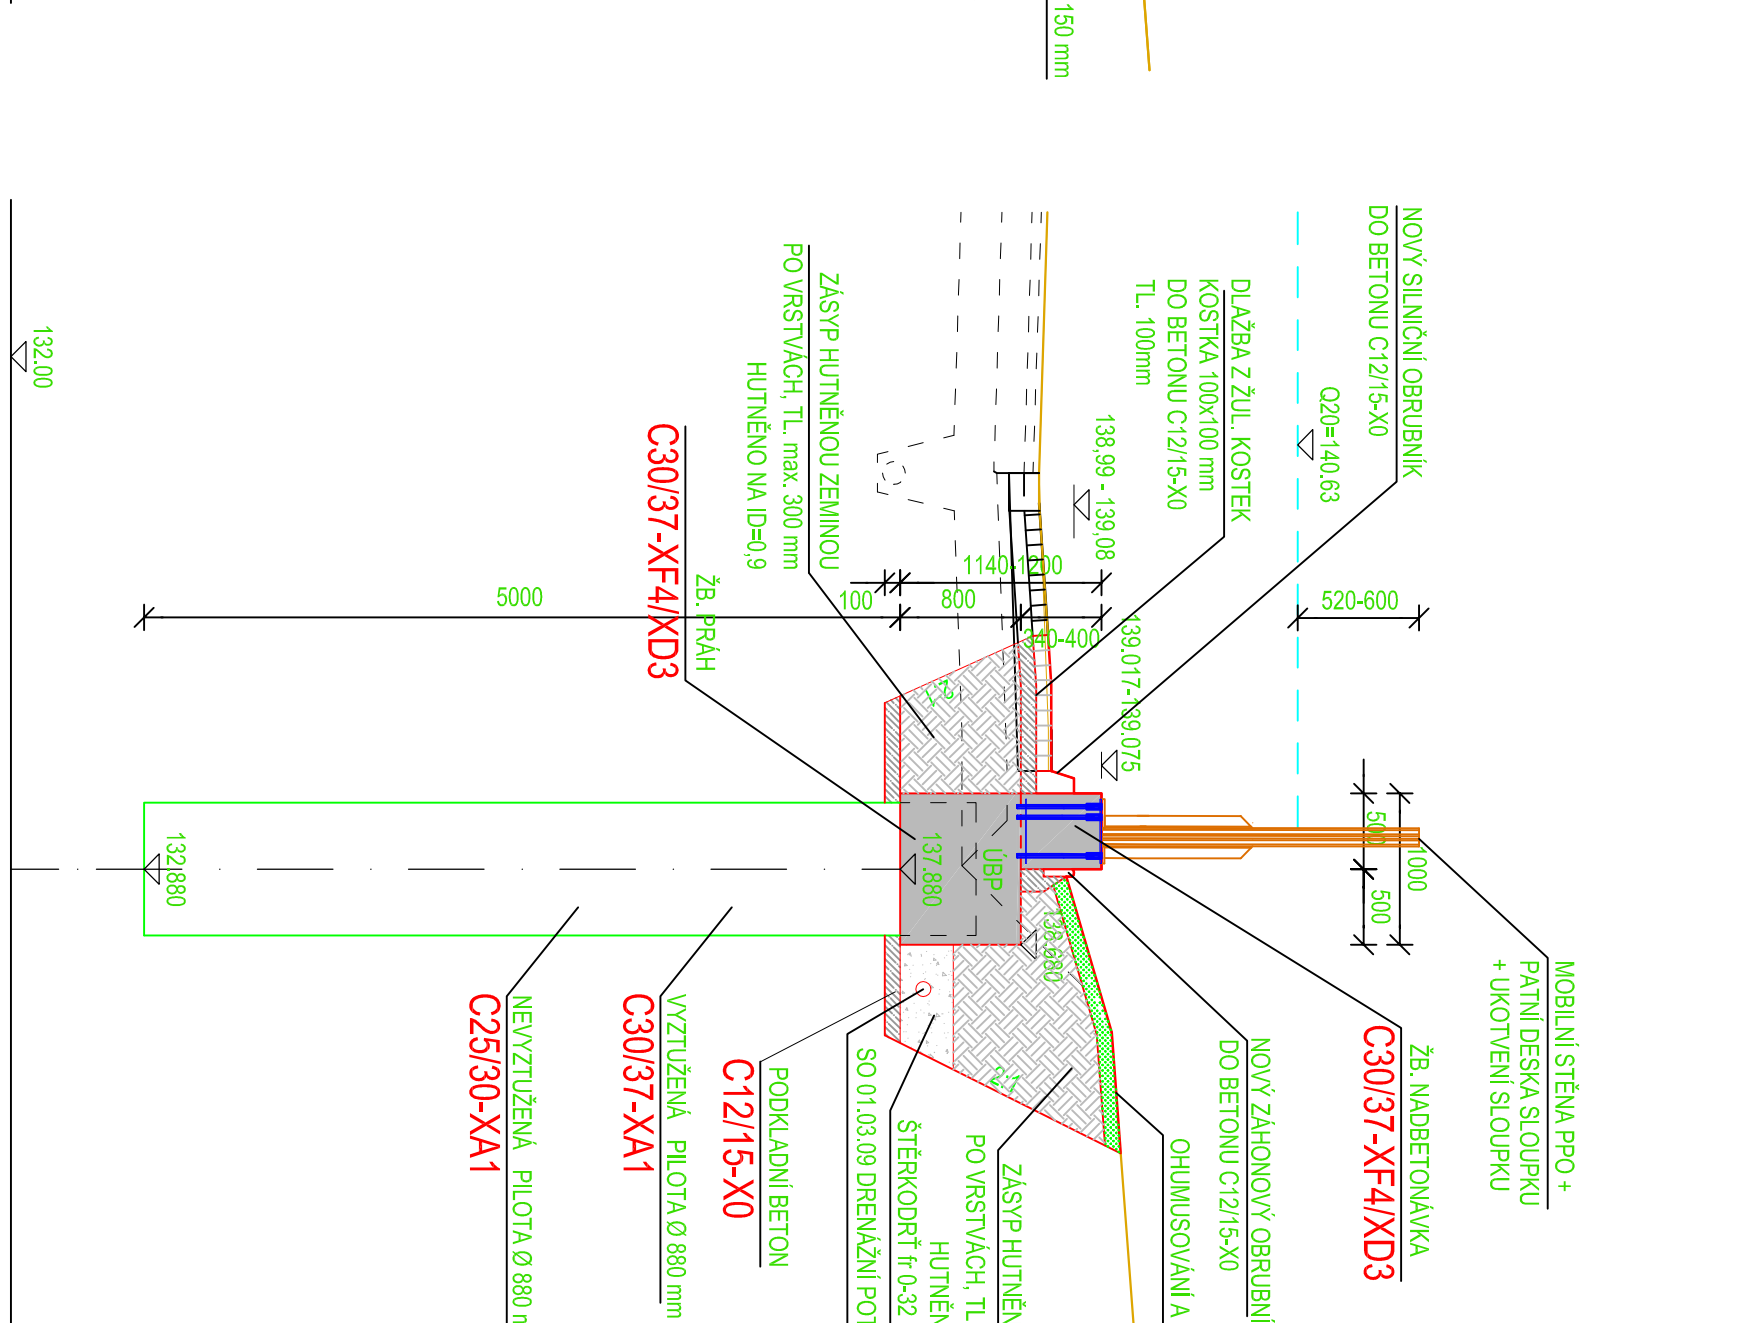 150 mm
NOVÝ SILNIČNÍ OBRUBNÍK
DO BETONU C12/15-X0
Q20=140.63
DLAŽBA Z ŽUL. KOSTEK
KOSTKA 100x100 mm
DO BETONU C12/15-X0
TL. 100mm
138,99 - 139,08
ZÁSYP HUTNĚNOU ZEMINOU
PO VRSTVÁCH, TL. max. 300 mm
HUTNĚNO NA ID=0,9
ŽB. PRÁH
C30/37-XF4/XD3
132.00
520-600
139.017-139.075
340-400
1140-1200
800
100
5000
1000
500
500
ÚBP
137.880
138.680
132.880
2:1
MOBILNÍ STĚNA PPO +
PATNÍ DESKA SLOUPKU
+ UKOTVENÍ SLOUPKU
ŽB. NADBETONÁVKA
C30/37-XF4/XD3
NOVÝ ZÁHONOVÝ OBRUBNÍ
DO BETONU C12/15-X0
OHUMUSOVÁNÍ A
ZÁSYP HUTNĚN
PO VRSTVÁCH, TL
HUTNĚN
ŠTĚRKODRŤ fr 0-32
SO 01.03.09 DRENÁŽNÍ POT
PODKLADNÍ BETON
C12/15-X0
VYZTUŽENÁ PILOTA Ø 880 mm
C30/37-XA1
NEVYZTUŽENÁ PILOTA Ø 880 m
C25/30-XA1